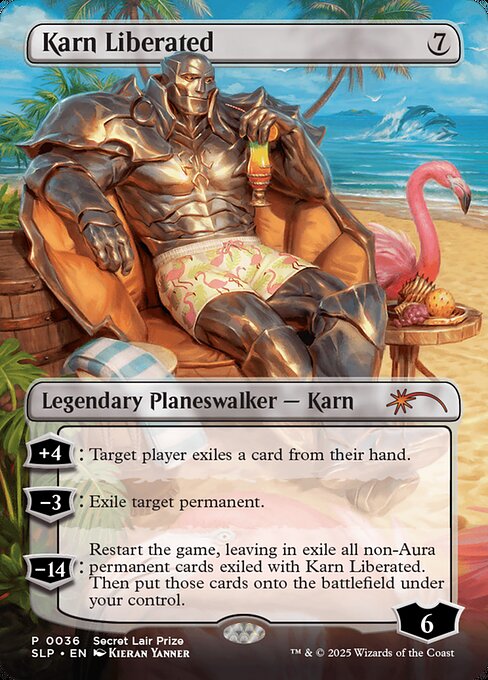 Karn Liberated 7
Legendary Planeswalker — Karn
+4 : Target player exiles a card from their hand.
−3 : Exile target permanent.
−14 : Restart the game, leaving in exile all non-Aura
permanent cards exiled with Karn Liberated.
Then put those cards onto the battlefield under
your control.
6
P 0036 Secret Lair Prize
SLP • EN Kieran Yanner
™ & © 2025 Wizards of the Coast